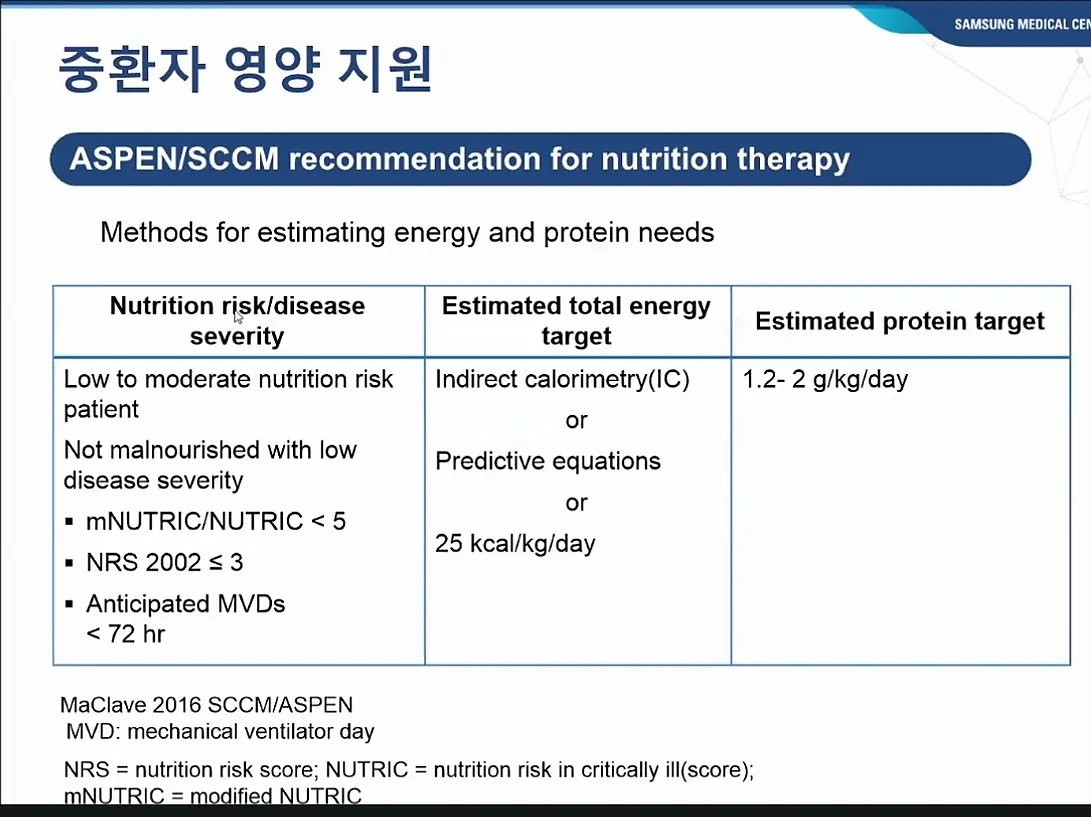 SAMSUNG MEDICAL CEN
중환자 영양 지원
ASPEN/SCCM recommendation for nutrition therapy
Methods for estimating energy and protein needs
Nutrition risk/disease
severity
Estimated total energy
target
Estimated protein target
Low to moderate nutrition risk
patient
Not malnourished with low
disease severity
▪ mNUTRIC/NUTRIC < 5
▪ NRS 2002 ≤ 3
▪ Anticipated MVDs
< 72 hr
Indirect calorimetry(IC)
or
Predictive equations
or
25 kcal/kg/day
1.2- 2 g/kg/day
MaClave 2016 SCCM/ASPEN
MVD: mechanical ventilator day
NRS = nutrition risk score; NUTRIC = nutrition risk in critically ill(score);
mNUTRIC = modified NUTRIC